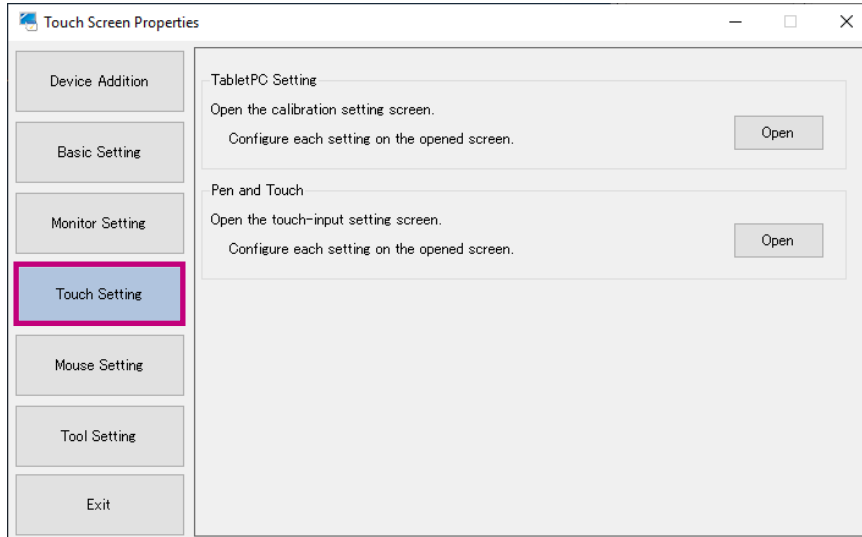 Touch Screen Properties
Device Addition
Basic Setting
Monitor Setting
Touch Setting
Mouse Setting
Tool Setting
Exit
TabletPC Setting
Open the calibration setting screen.
Configure each setting on the opened screen.
Open
Pen and Touch
Open the touch-input setting screen.
Configure each setting on the opened screen.
Open